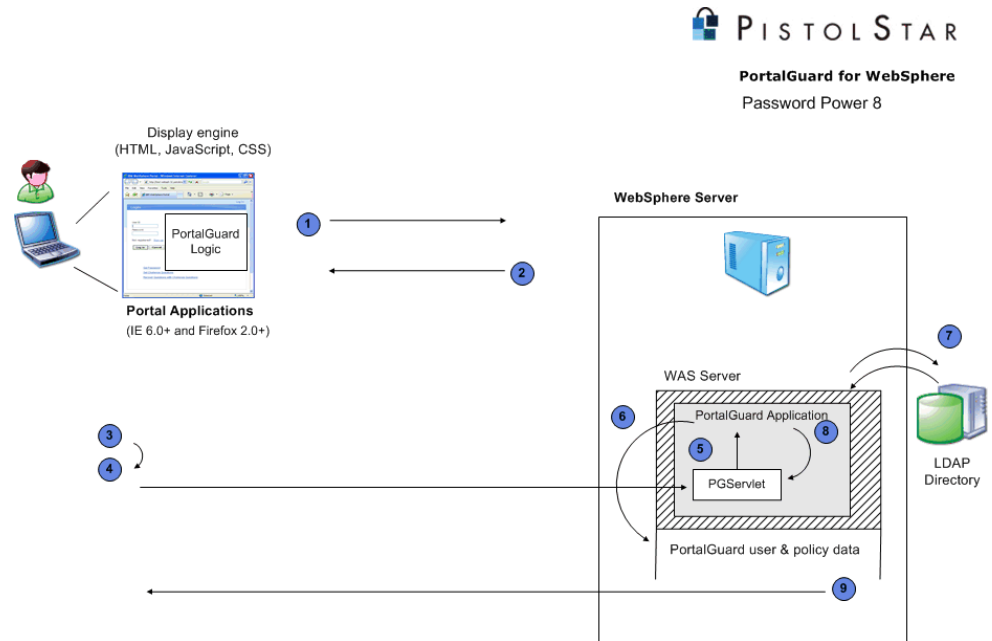 PISTOLSTAR
PortalGuard for WebSphere
Password Power 8
Display engine
(HTML, JavaScript, CSS)
PortalGuard
Logic
Portal Applications
(IE 6.0+ and Firefox 2.0+)
1
2
WebSphere Server
7
WAS Server
6
PortalGuard Application
8
3
5
4
PGServlet
LDAP
Directory
PortalGuard user & policy data
9